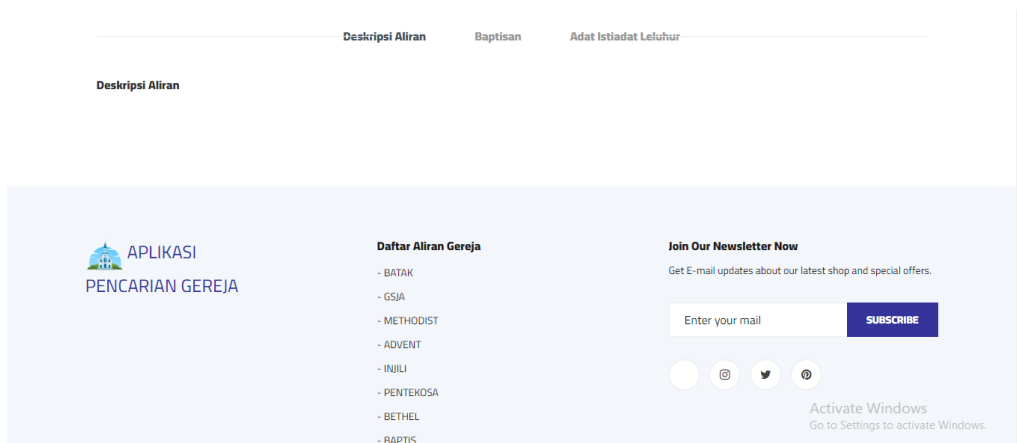 Deskripsi Aliran
Baptisan
Adat Istiadat Leluhur
Deskripsi Aliran
APLIKASI
PENCARIAN GEREJA
Daftar Aliran Gereja
- BATAK
- GSJA
- METHODIST
- ADVENT
- INJILI
- PENTEKOSA
- BETHEL
- BAPTIS
Join Our Newsletter Now
Get E-mail updates about our latest shop and special offers.
Enter your mail
SUBSCRIBE
Activate Windows
Go to Settings to activate Windows.